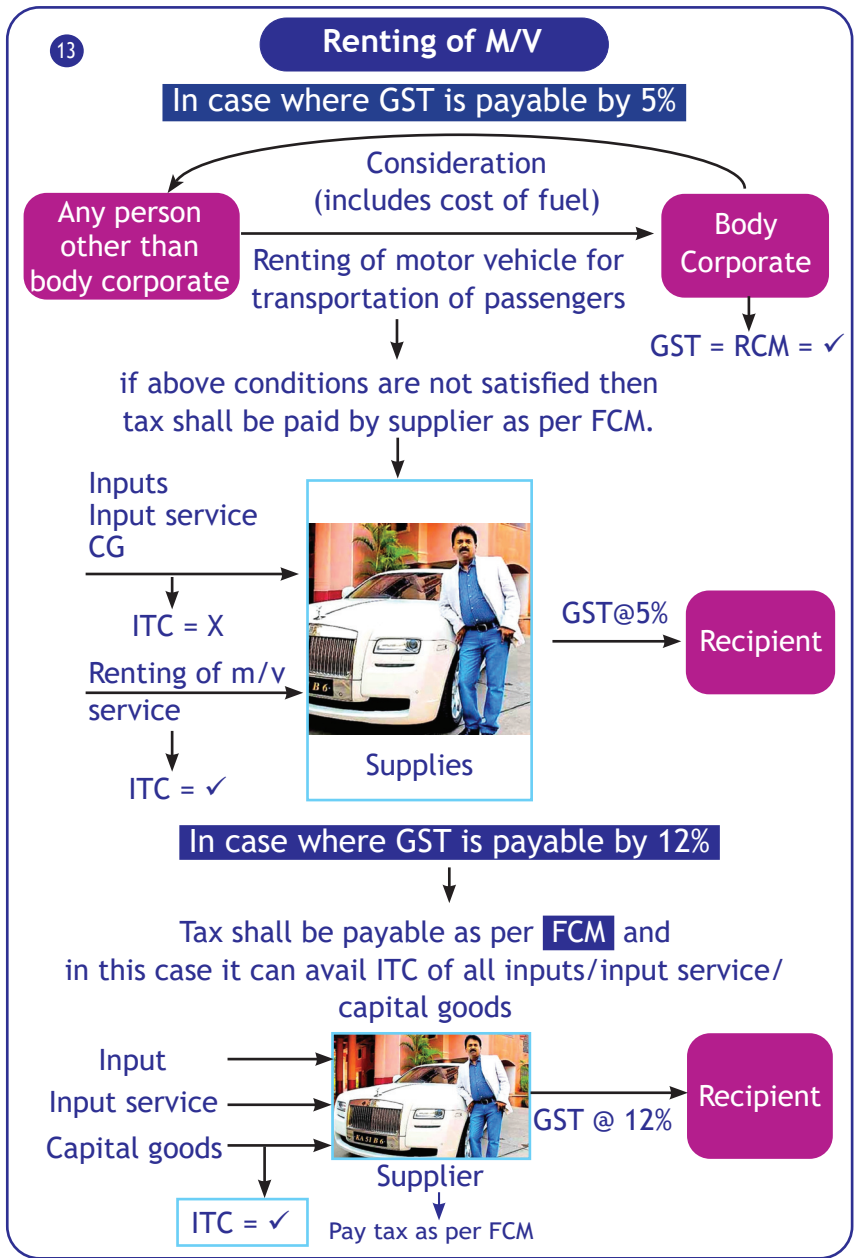 13
Renting of M/V
In case where GST is payable by 5%
Consideration
(includes cost of fuel)
Any person
other than
body corporate
Body
Corporate
Renting of motor vehicle for
transportation of passengers
GST = RCM = ✓
if above conditions are not satisfied then
tax shall be paid by supplier as per FCM.
Inputs
Input service
CG
ITC = X
Renting of m/v
service
ITC = ✓
B 6
Supplies
GST@5%
Recipient
In case where GST is payable by 12%
Tax shall be payable as per FCM and
in this case it can avail ITC of all inputs/input service/
capital goods
Input
Input service
Capital goods
ITC = ✓
KA 51 B 6
Supplier
Pay tax as per FCM
GST @ 12%
Recipient